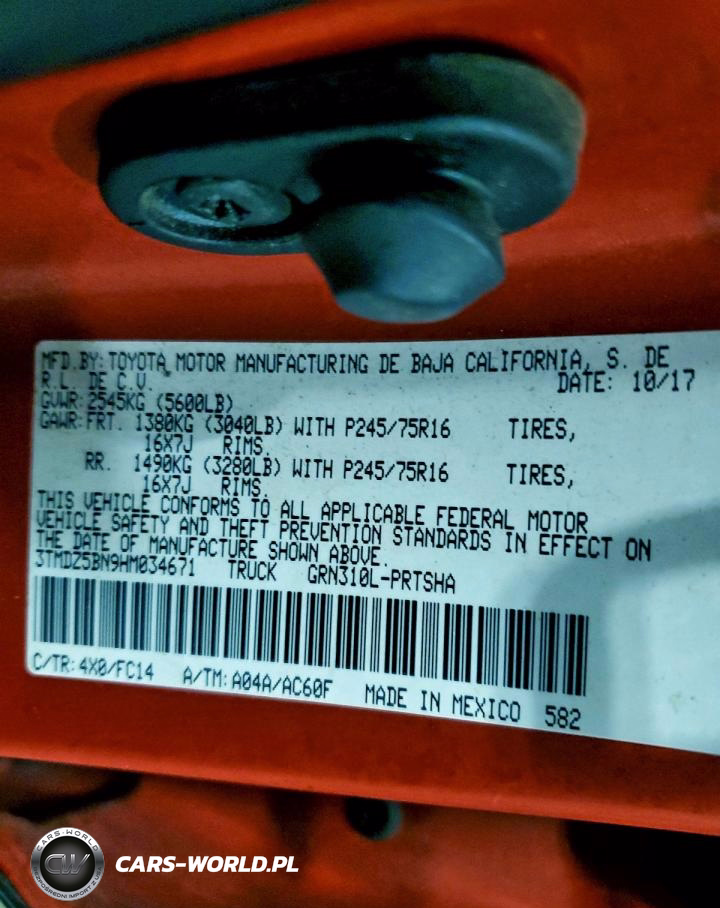 MFD.BY: TOYOTA MOTOR MANUFACTURING DE BAJA CALIFORNIA, S. DE
R.L. DE C.V. DATE: 10/17
GVWR:2545KG (5600LB)
GAWR:FRT. 1380KG (3040LB) WITH P245/75R16 TIRES,
16X7J RIMS.
RR. 1490KG (3280LB) WITH P245/75R16 TIRES,
16X7J RIMS.
THIS VEHICLE CONFORMS TO ALL APPLICABLE FEDERAL MOTOR
VEHICLE SAFETY AND THEFT PREVENTION STANDARDS IN EFFECT ON
THE DATE OF MANUFACTURE SHOWN ABOVE.
3TMDZ5BN9HM034671 TRUCK GRN310L-PRTSHA
C/TR:4X0/FC14 A/TM:A04A/AC60F MADE IN MEXICO 582
CARS-WORLD
CW
CARS-WORLD.PL